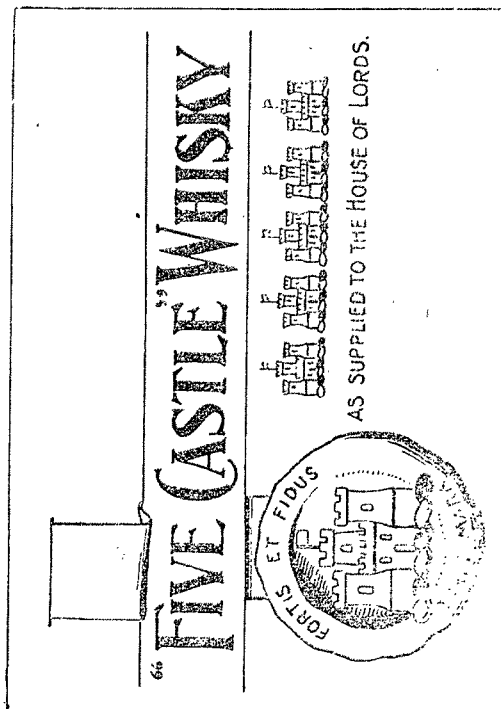 “FIVE CASTLE” WHISKY
AS SUPPLIED TO THE HOUSE OF LORDS.
FORTIS ET FIDUS